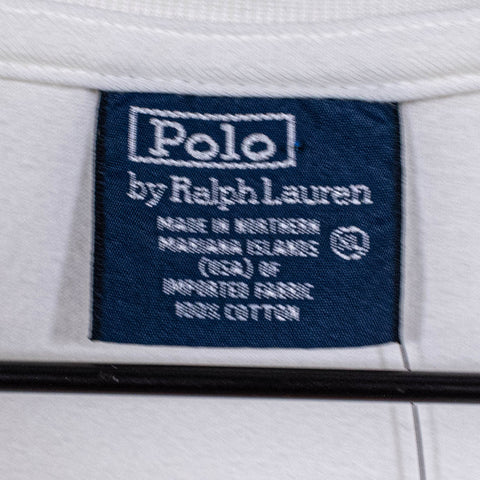 Polo
by Ralph Lauren
MADE IN NORTHERN
MARIANA ISLANDS
(USA) OF
IMPORTED FABRIC
100% COTTON
XL